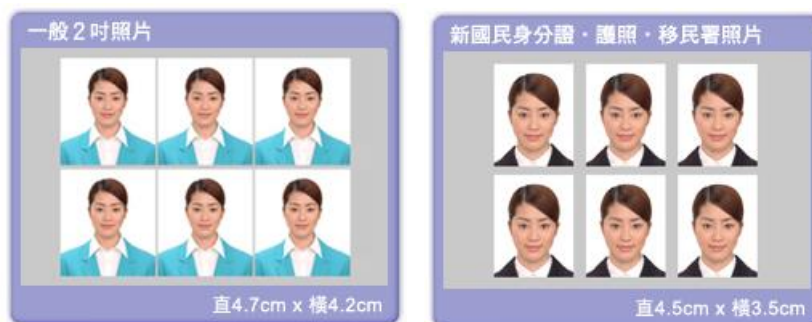 一般２吋照片
直4.7cm x 橫4.2cm
新國民身分證・護照・移民署照片
直4.5cm x 橫3.5cm